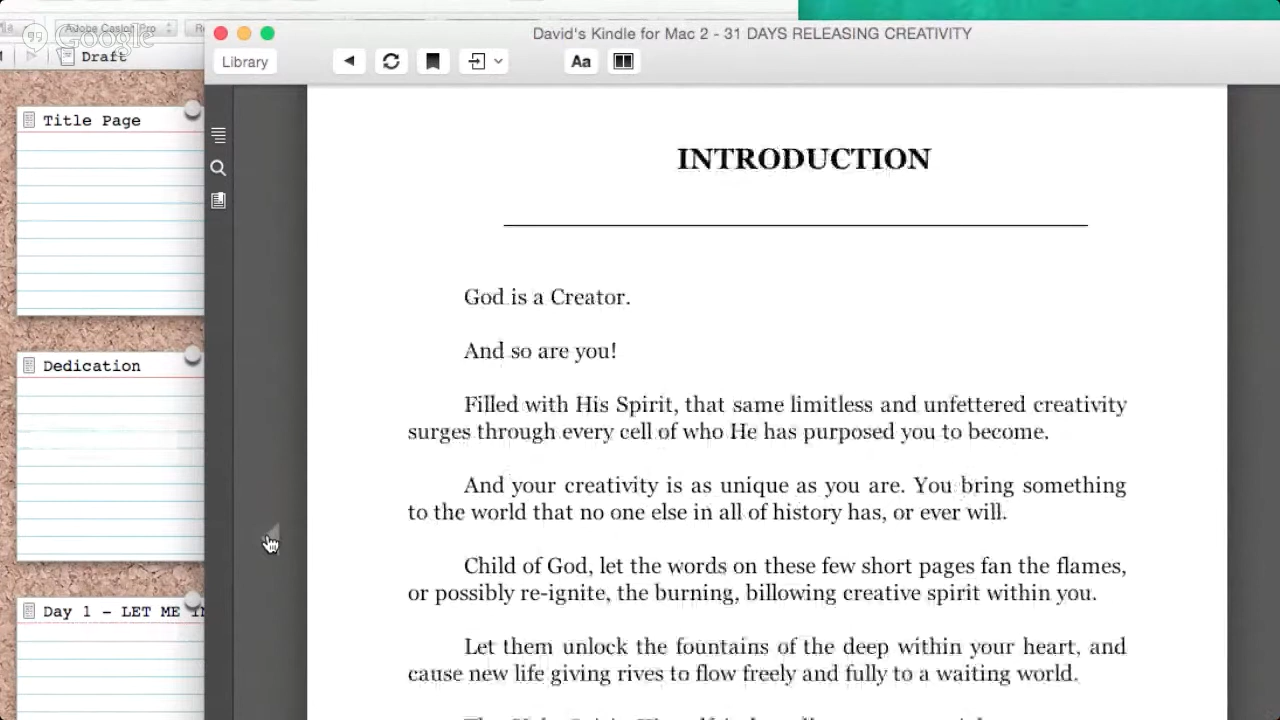 Adobe Caslon Pro
Google
Draft
David's Kindle for Mac 2 - 31 DAYS RELEASING CREATIVITY
Library
Aa
Title Page
Dedication
Day 1 - LET ME IN
INTRODUCTION
God is a Creator.
And so are you!
Filled with His Spirit, that same limitless and unfettered creativity
surges through every cell of who He has purposed you to become.
And your creativity is as unique as you are. You bring something
to the world that no one else in all of history has, or ever will.
Child of God, let the words on these few short pages fan the flames,
or possibly re-ignite, the burning, billowing creative spirit within you.
Let them unlock the fountains of the deep within your heart, and
cause new life giving rives to flow freely and fully to a waiting world.